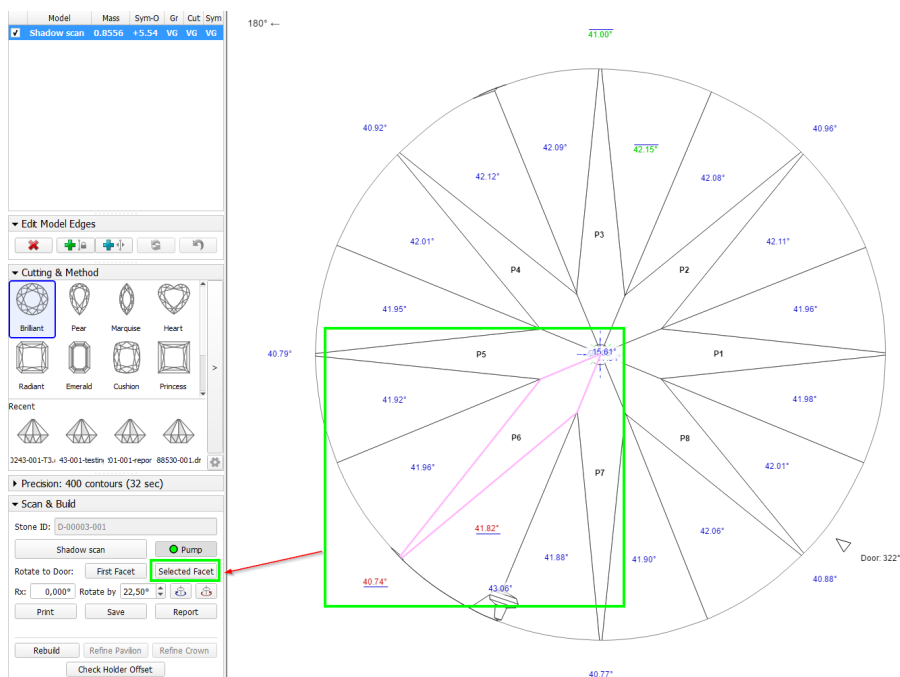 Model Mass Sym-O Gr Cut Sym
Shadow scan 0.8556 +5.54 VG VG VG
Edit Model Edges
Cutting & Method
Brilliant Pear Marquise Heart
Radiant Emerald Cushion Princess
>
Recent
43-001-testing 88530-001.dr
Precision: 400 contours (32 sec)
Scan & Build
Stone ID: D-00003-001
Shadow scan Pump
Rotate to Door: First Facet Selected Facet
Rx: 0,000° Rotate by 22,50°
Print Save Report
Rebuild Refine Pavilion Refine Crown
Check Holder Offset
180° ←
41.00°
40.92° 40.96°
42.09° 42.15°
42.12° 42.08°
P3
42.01° 42.11°
P4 P2
41.95° 41.96°
40.79° P5 15.61° P1
41.92° 41.98°
P6 P8
41.96° P7 42.01°
41.82° 42.06°
41.88° 41.90° Door: 322°
40.74° 43.06° 40.88°
40.77°